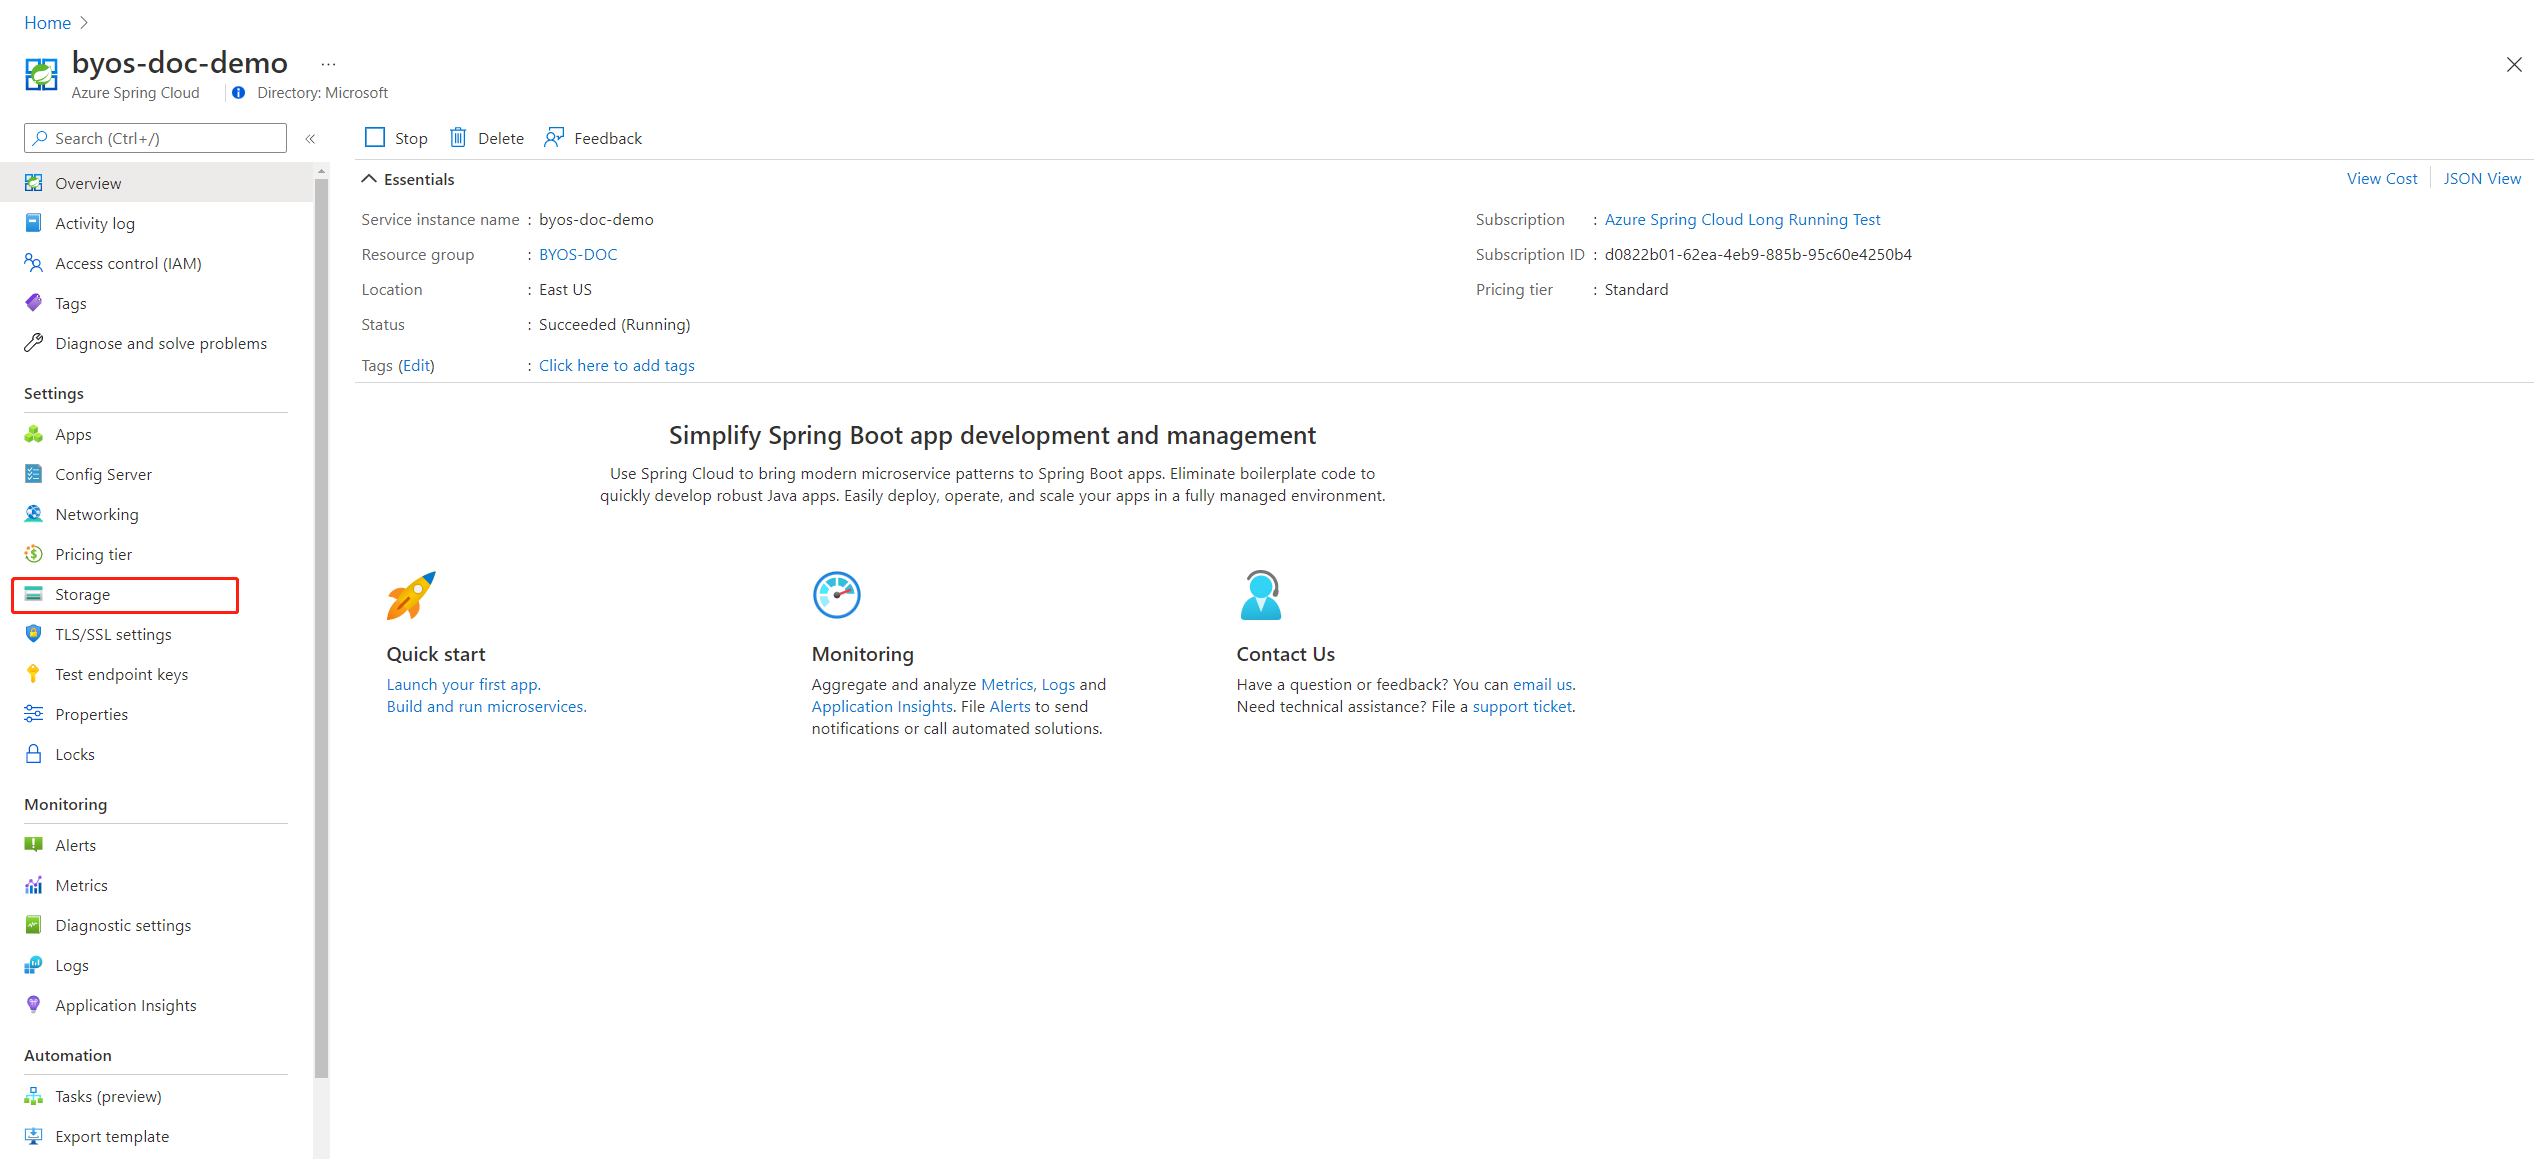 Home
byos-doc-demo ...
Azure Spring Cloud Directory: Microsoft
Search (Ctrl+/) «
Overview
Activity log
Access control (IAM)
Tags
Diagnose and solve problems
Settings
Apps
Config Server
Networking
Pricing tier
Storage
TLS/SSL settings
Test endpoint keys
Properties
Locks
Monitoring
Alerts
Metrics
Diagnostic settings
Logs
Application Insights
Automation
Tasks (preview)
Export template
Stop Delete Feedback
Essentials
View Cost JSON View
Service instance name : byos-doc-demo
Resource group : BYOS-DOC
Location : East US
Status : Succeeded (Running)
Tags (Edit) : Click here to add tags
Subscription : Azure Spring Cloud Long Running Test
Subscription ID : d0822b01-62ea-4eb9-885b-95c60e4250b4
Pricing tier : Standard
Simplify Spring Boot app development and management
Use Spring Cloud to bring modern microservice patterns to Spring Boot apps. Eliminate boilerplate code to
quickly develop robust Java apps. Easily deploy, operate, and scale your apps in a fully managed environment.
Quick start
Launch your first app.
Build and run microservices.
Monitoring
Aggregate and analyze Metrics, Logs and
Application Insights. File Alerts to send
notifications or call automated solutions.
Contact Us
Have a question or feedback? You can email us.
Need technical assistance? File a support ticket.